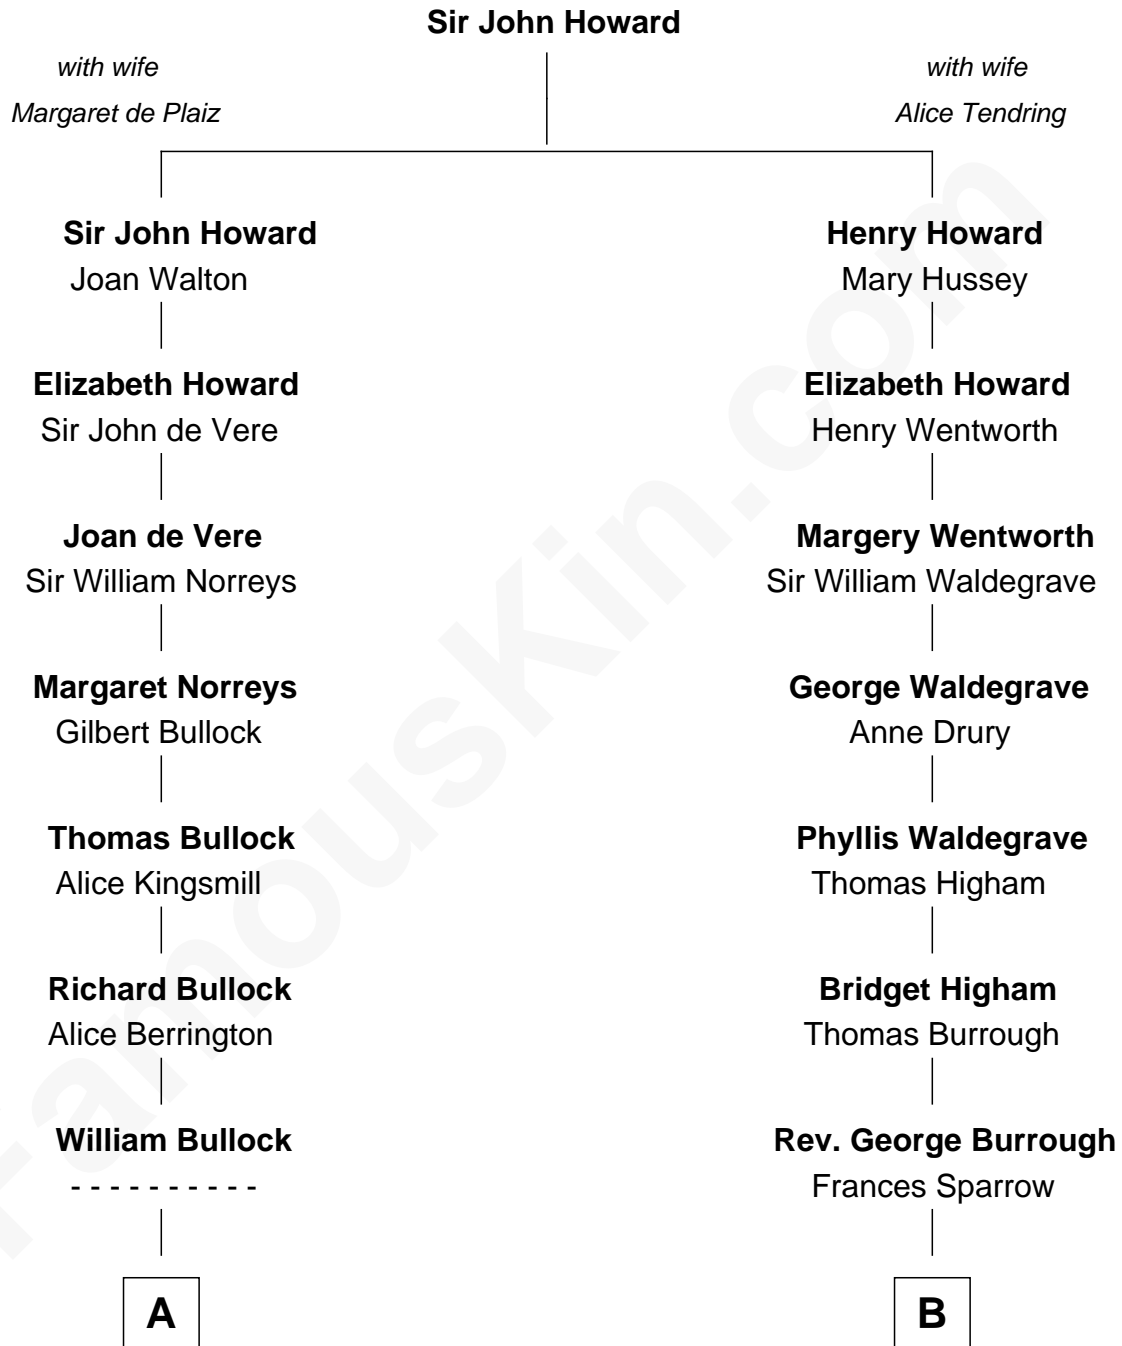 Sir John Howard
with wife
Margaret de Plaiz
with wife
Alice Tendring
Sir John Howard
Joan Walton
Henry Howard
Mary Hussey
Elizabeth Howard
Sir John de Vere
Elizabeth Howard
Henry Wentworth
Joan de Vere
Sir William Norreys
Margery Wentworth
Sir William Waldegrave
Margaret Norreys
Gilbert Bullock
George Waldegrave
Anne Drury
Thomas Bullock
Alice Kingsmill
Phyllis Waldegrave
Thomas Higham
Richard Bullock
Alice Berrington
Bridget Higham
Thomas Burrough
William Bullock
- - - - - - - - - -
Rev. George Burrough
Frances Sparrow
A
B
FamousKin.com